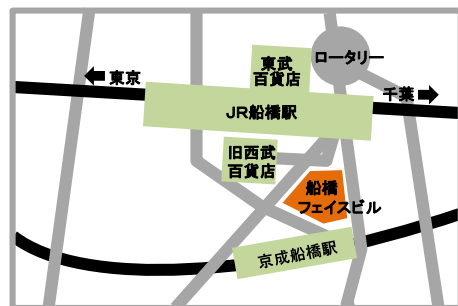 東武
百貨店
ロータリー
東京
千葉
JR船橋駅
旧西武
百貨店
船橋
フェイスビル
京成船橋駅